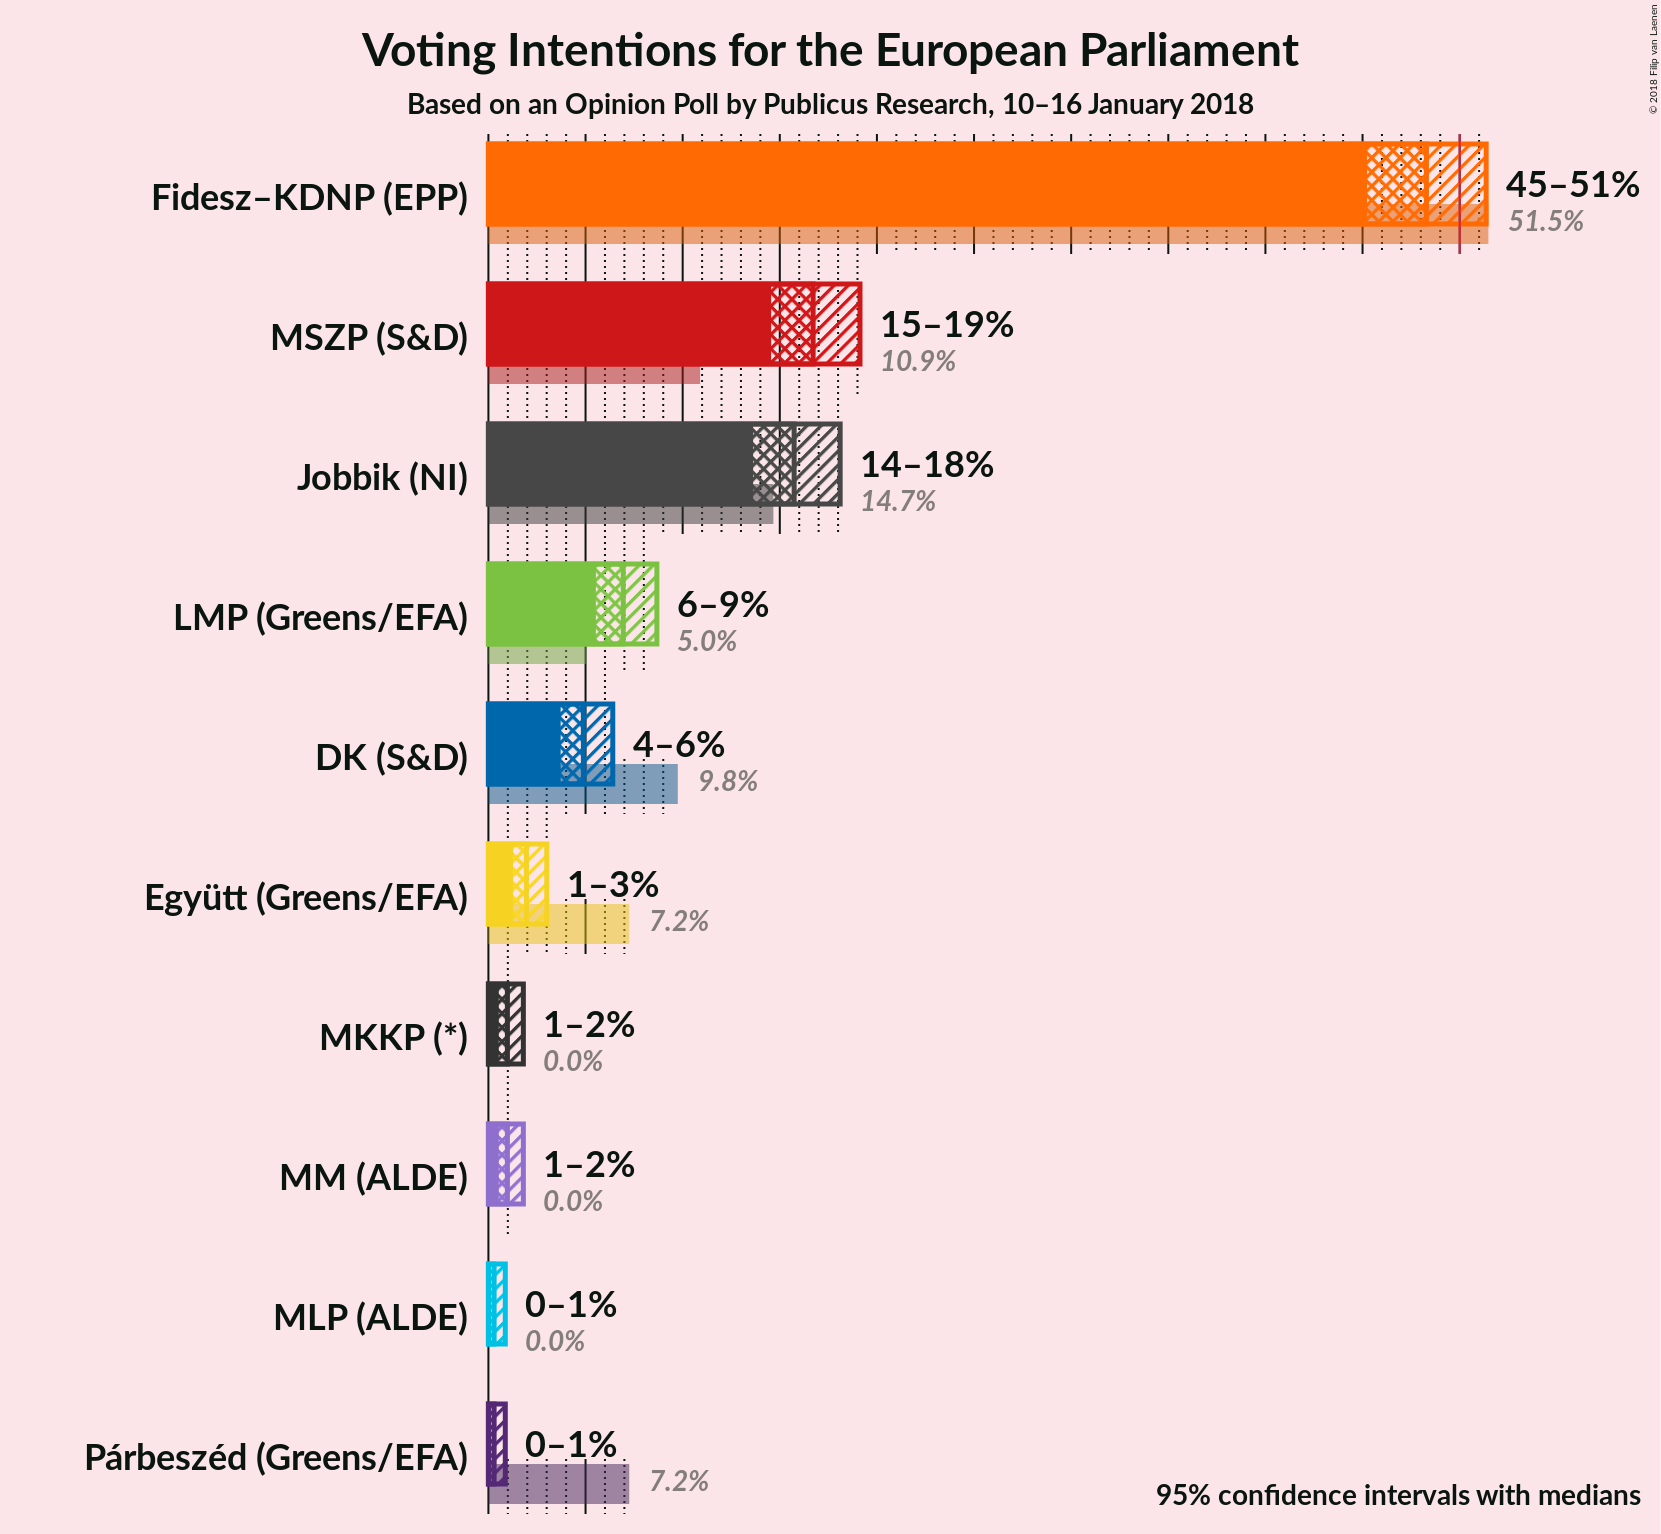 Voting Intentions for the European Parliament
Based on an Opinion Poll by Publicus Research, 10–16 January 2018
© 2018 Filip van Laenen
Fidesz–KDNP (EPP)
45–51%
51.5%
MSZP (S&D)
15–19%
10.9%
Jobbik (NI)
14–18%
14.7%
LMP (Greens/EFA)
6–9%
5.0%
DK (S&D)
4–6%
9.8%
Együtt (Greens/EFA)
1–3%
7.2%
MKKP (*)
1–2%
0.0%
MM (ALDE)
1–2%
0.0%
MLP (ALDE)
0–1%
0.0%
Párbeszéd (Greens/EFA)
0–1%
7.2%
95% confidence intervals with medians